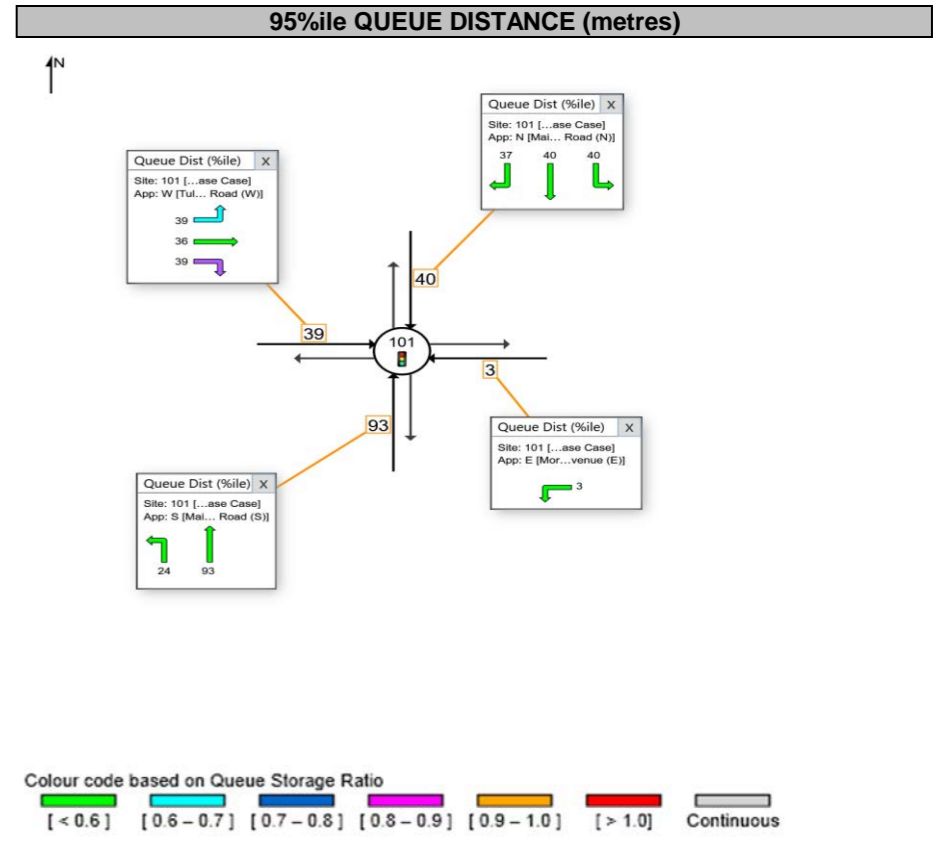 95%ile QUEUE DISTANCE (metres)
N
Queue Dist (%ile) X
Site: 101 [...ase Case]
App: N [Mai... Road (N)]
37 40 40
Queue Dist (%ile) X
Site: 101 [...ase Case]
App: W [Tul... Road (W)]
39
36
39
40
39
101
3
93
Queue Dist (%ile) X
Site: 101 [...ase Case]
App: E [Mor...venue (E)]
3
Queue Dist (%ile) X
Site: 101 [...ase Case]
App: S [Mai... Road (S)]
24 93
Colour code based on Queue Storage Ratio
[ < 0.6 ] [ 0.6 – 0.7 ] [ 0.7 – 0.8 ] [ 0.8 – 0.9 ] [ 0.9 – 1.0 ] [ > 1.0] Continuous